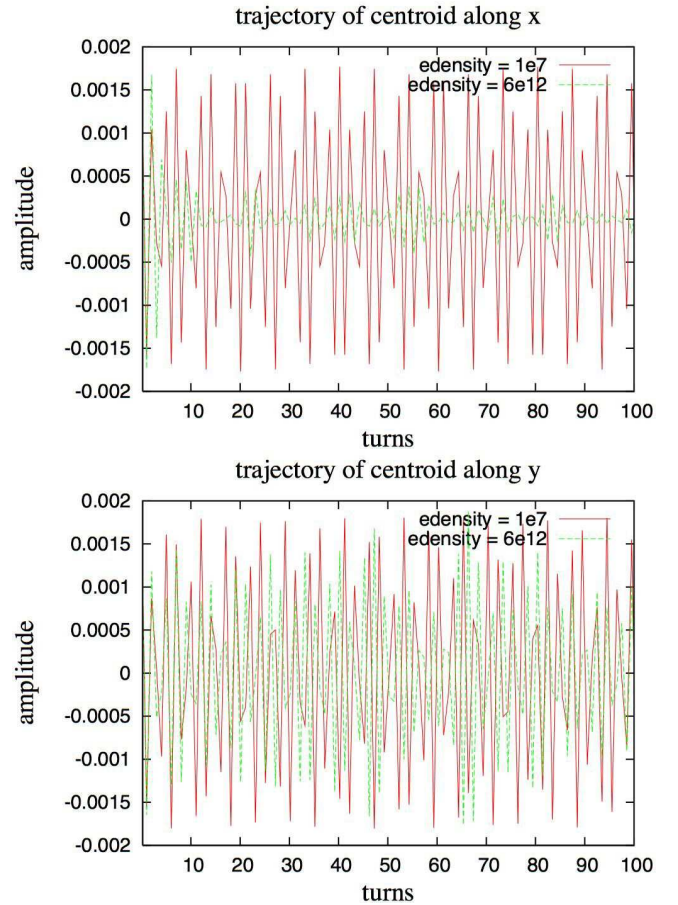 trajectory of centroid along x
0.002
edensity = 1e7
0.0015
edensity = 6e12
0.001
0.0005
amplitude
0
-0.0005
-0.001
-0.0015
-0.002
10 20 30 40 50 60 70 80 90 100
turns
trajectory of centroid along y
0.002
edensity = 1e7
0.0015
edensity = 6e12
0.001
0.0005
amplitude
0
-0.0005
-0.001
-0.0015
-0.002
10 20 30 40 50 60 70 80 90 100
turns